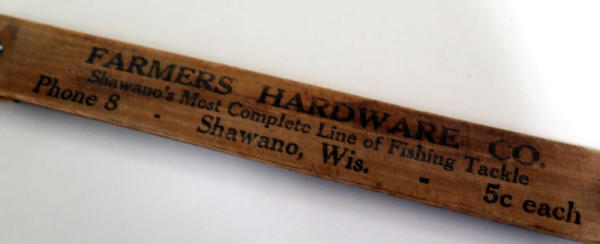 FARMERS HARDWARE CO.
Shawano's Most Complete Line of Fishing Tackle
Phone 8 - Shawano, Wis. - 5c each